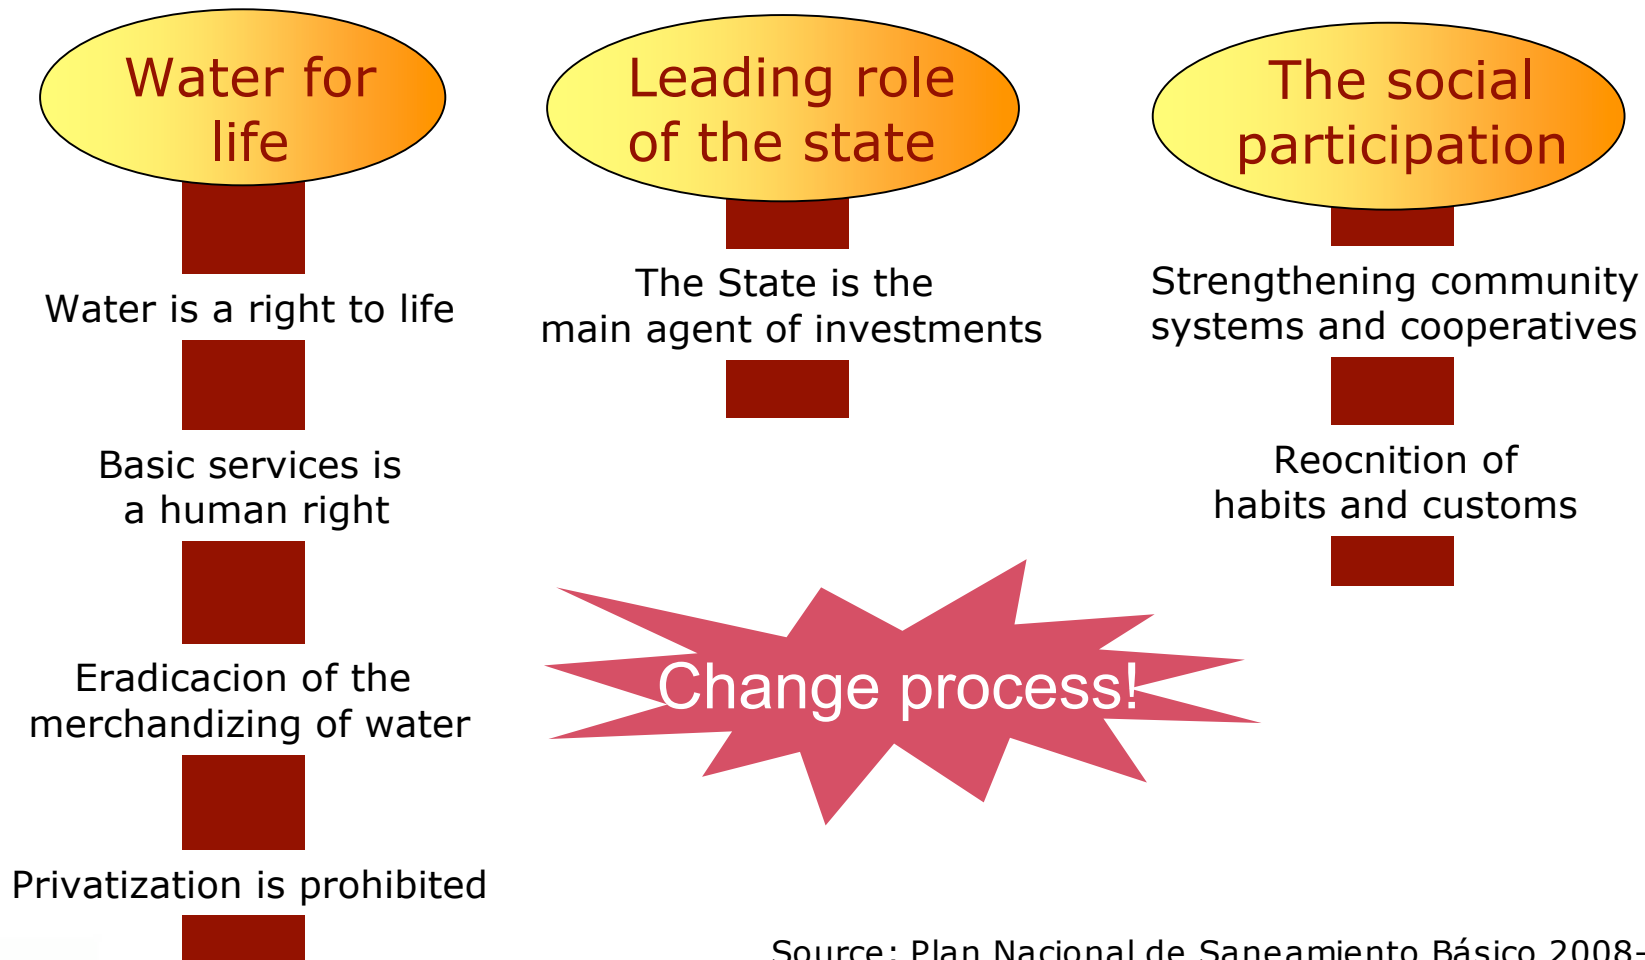 Water for
life
Water is a right to life
Basic services is
a human right
Eradicacion of the
merchandizing of water
Privatization is prohibited
Leading role
of the state
The State is the
main agent of investments
The social
participation
Strengthening community
systems and cooperatives
Reocnition of
habits and customs
Change process!
Source: Plan Nacional de Saneamiento Básico 2008-